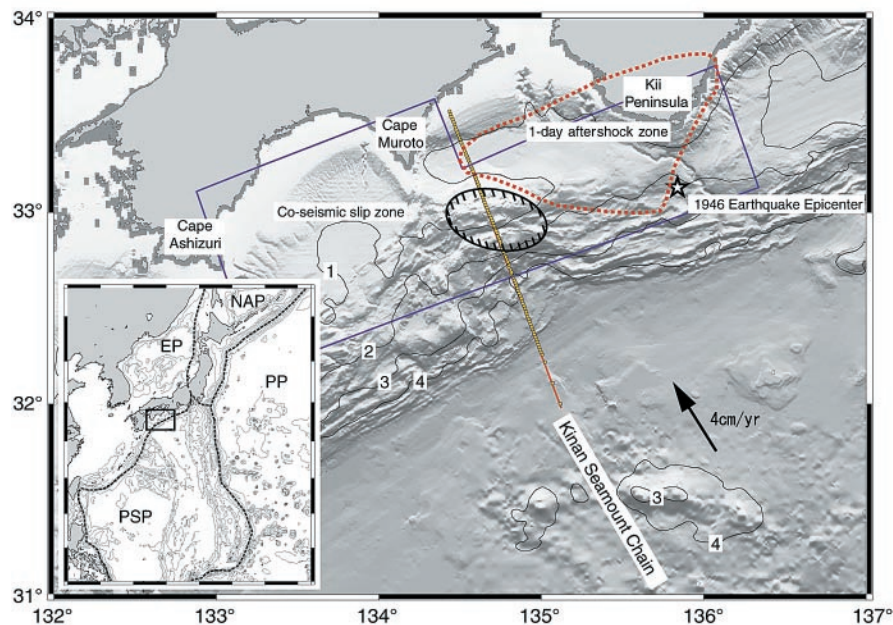 34°
33°
32°
31°
132°
133°
134°
135°
136°
137°
Kii
Peninsula
Cape
Muroto
1-day aftershock zone
Co-seismic slip zone
1946 Earthquake Epicenter
Cape
Ashizuri
1
2
3
4
4cm/yr
Kinan Seamount Chain
3
4
NAP
EP
PP
PSP